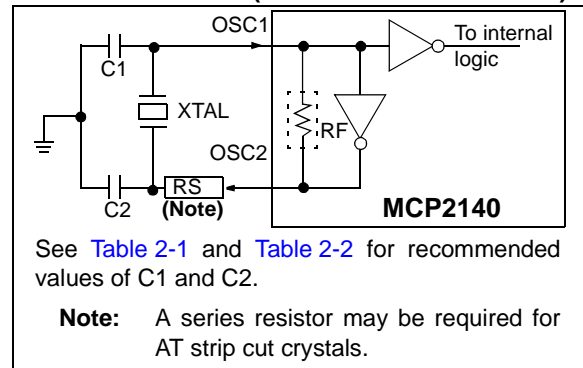 OSC1
To internal
logic
C1
XTAL
RF
OSC2
RS
C2
(Note)
MCP2140
See Table 2-1 and Table 2-2 for recommended
values of C1 and C2.
Note: A series resistor may be required for
AT strip cut crystals.